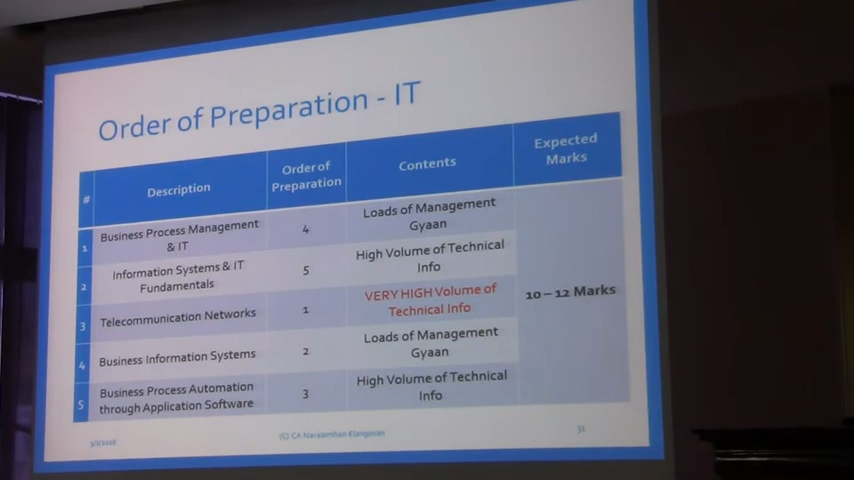 Order of Preparation - IT
# Description Order of Preparation Contents Expected Marks
1 Business Process Management & IT 4 Loads of Management Gyaan
2 Information Systems & IT Fundamentals 5 High Volume of Technical Info
3 Telecommunication Networks 1 VERY HIGH Volume of Technical Info
10 – 12 Marks
4 Business Information Systems 2 Loads of Management Gyaan
5 Business Process Automation through Application Software 3 High Volume of Technical Info
(C) CA Narasimhan Elangovan
31